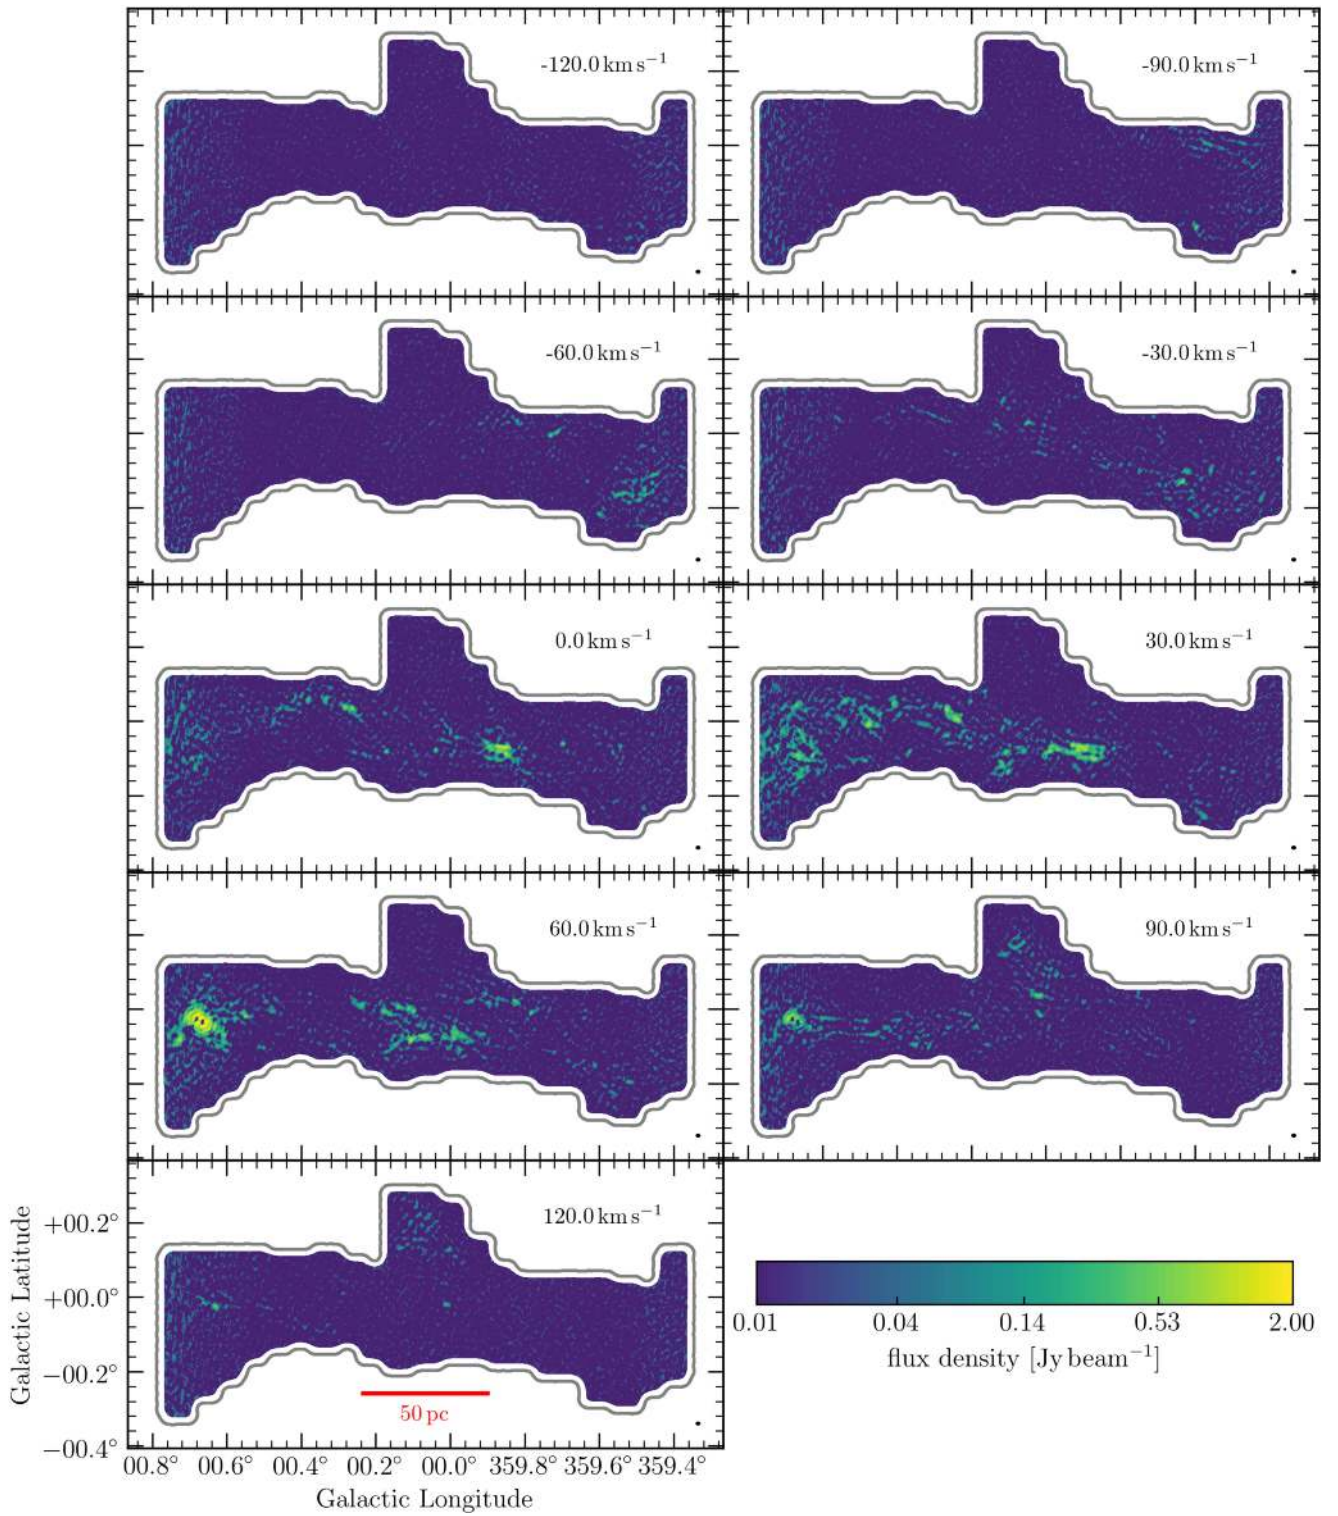 -120.0 km s⁻¹
-90.0 km s⁻¹
-60.0 km s⁻¹
-30.0 km s⁻¹
0.0 km s⁻¹
30.0 km s⁻¹
60.0 km s⁻¹
90.0 km s⁻¹
120.0 km s⁻¹
Galactic Latitude
+00.2°
+00.0°
−00.2°
−00.4°
50 pc
00.8° 00.6° 00.4° 00.2° 00.0° 359.8° 359.6° 359.4°
Galactic Longitude
0.01 0.04 0.14 0.53 2.00
flux density [Jy beam⁻¹]